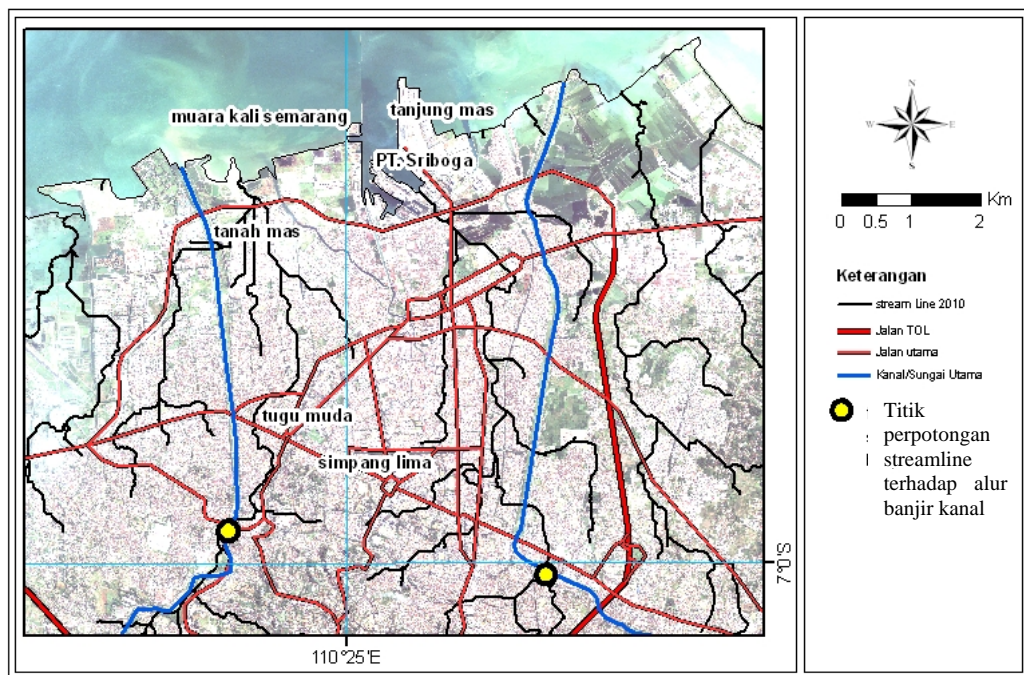 muara kali semarang
tanjung mas
PT. Sriboga
tanah mas
tugu muda
simpang lima
110°25'E
7°0'S
N
W E
S
Km
0 0.5 1 2
Keterangan
stream line 2010
Jalan TOL
Jalan utama
Kanal/Sungai Utama
Titik
perpotongan
streamline
terhadap alur
banjir kanal